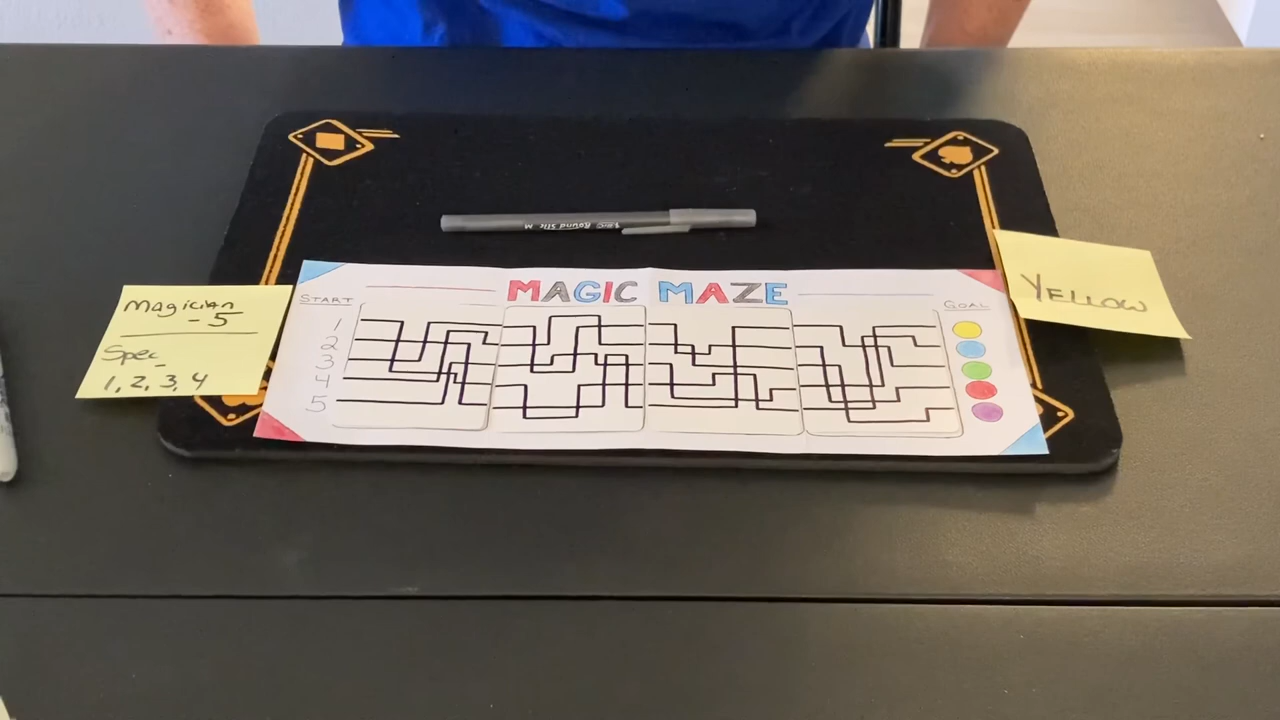 MAGIC MAZE
START
GOAL
1
2
3
4
5
Magician
-5
Spec -
1, 2, 3, 4
YELLOW
BIC Round Stic M